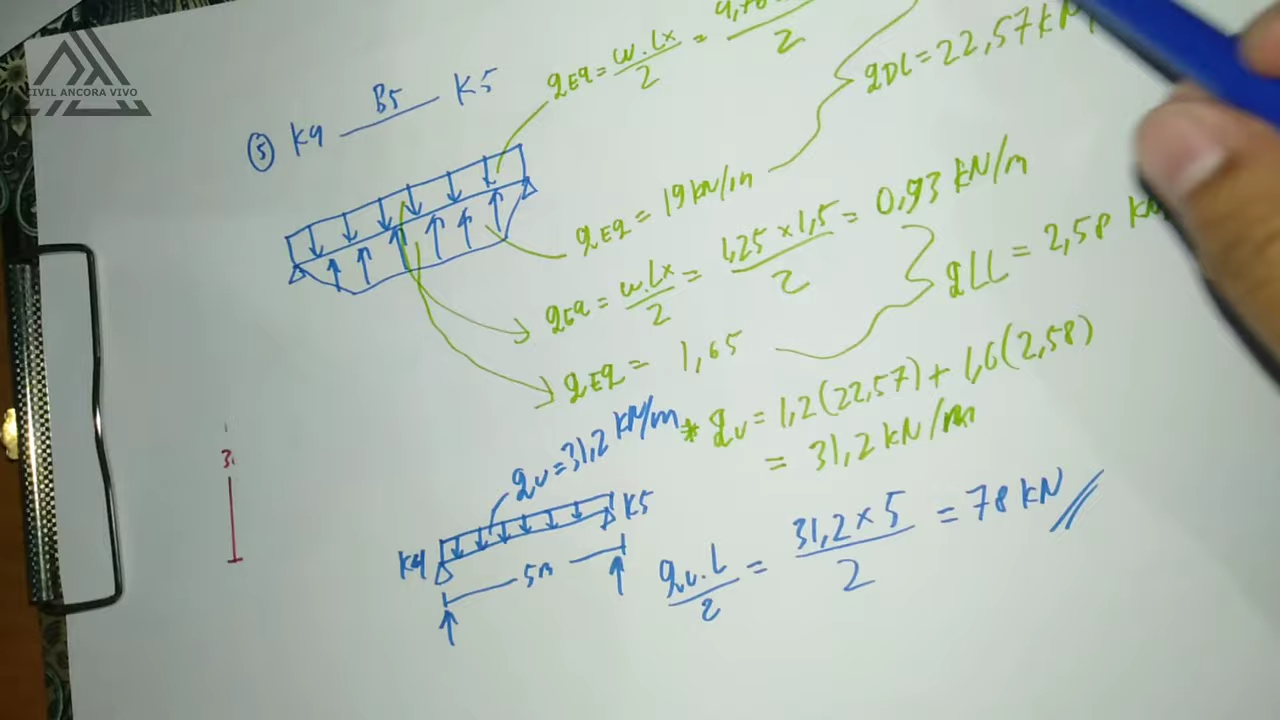 CIVIL ANCORA VIVO
⑤ K4 B5 K5
qEq = w.Lx/2 = /2
qEq = 19 kN/m
qDL = 22,57 kN
qEq = w.Lx/2 = 1,25 × 1,5/2 = 0,93 kN/m
qEq = 1,65
qLL = 2,58 kN
* qu = 1,2(22,57) + 1,6(2,58)
= 31,2 kN/m
qu = 31,2 kN/m
K4 K5
5m
qu.L/2 = 31,2 × 5/2 = 78 kN